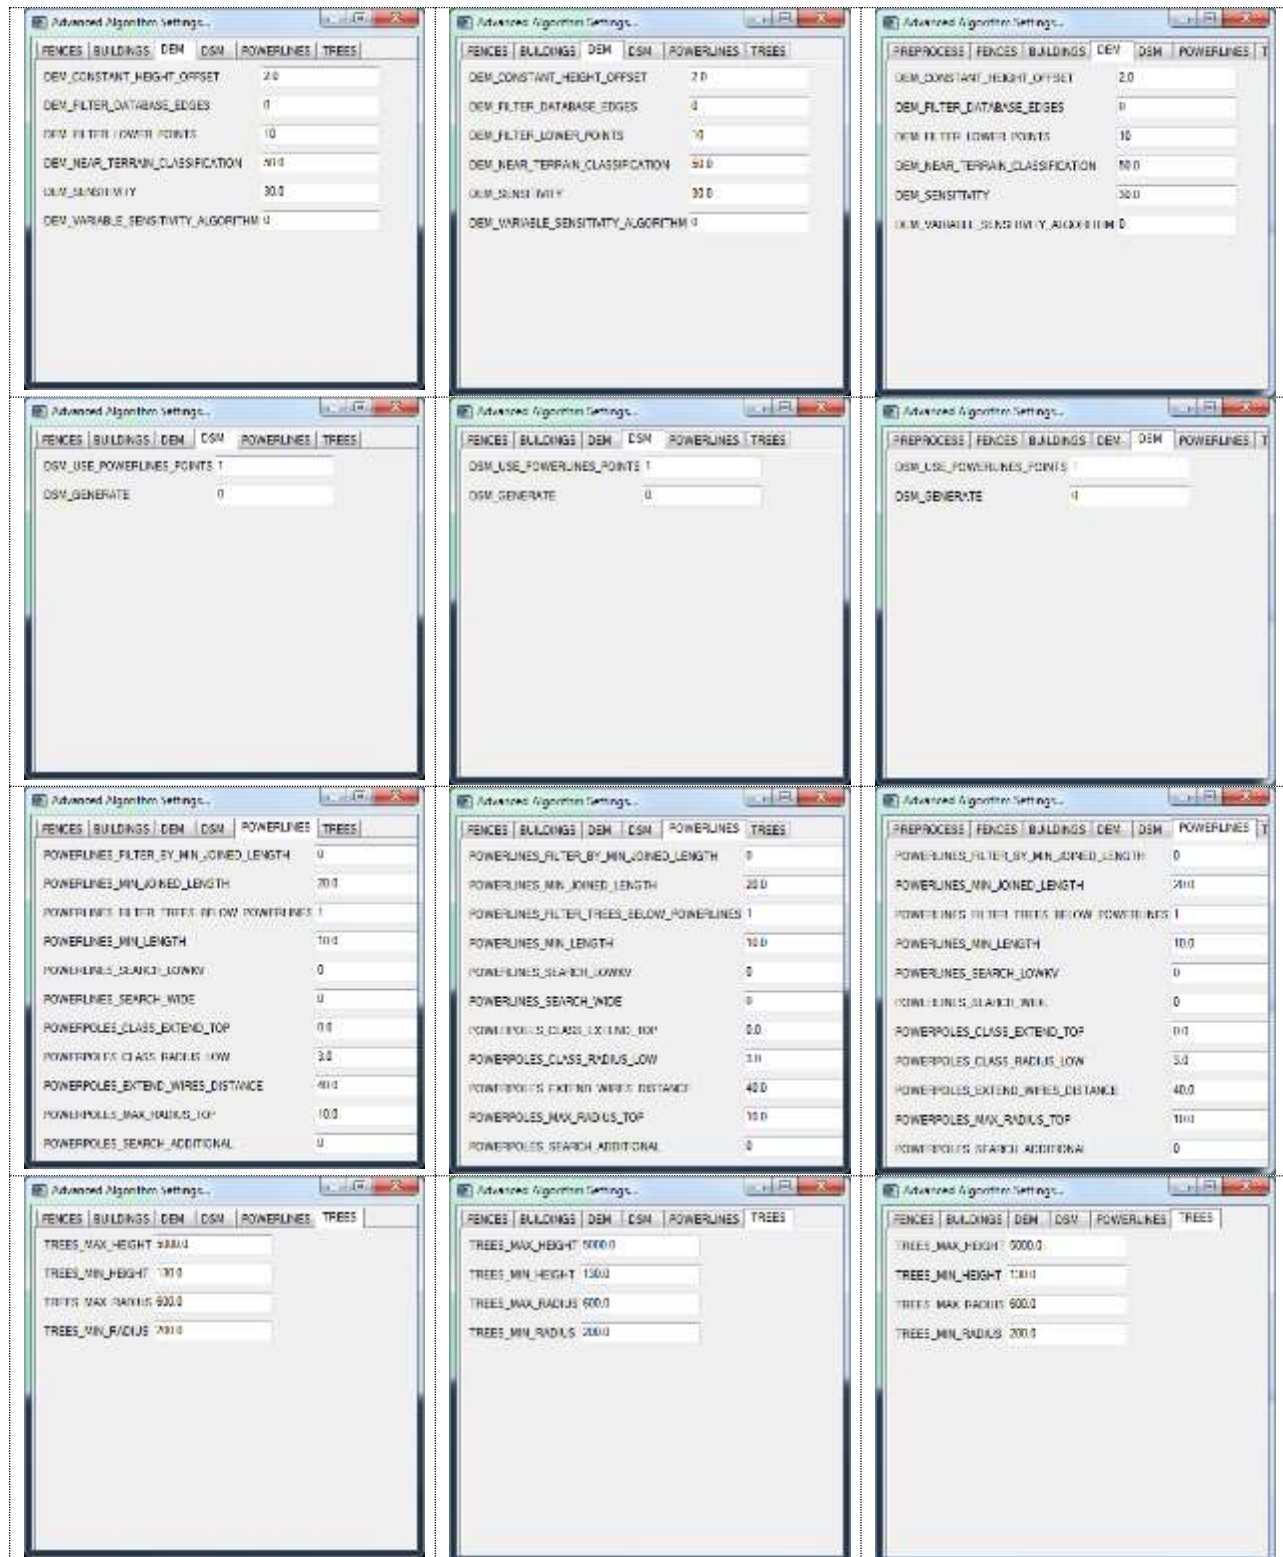 Advanced Algorithm Settings...
FENCES BUILDINGS DEM DSM POWERLINES TREES
DEM_CONSTANT_HEIGHT_OFFSET 2.0
DEM_FILTER_DATABASE_EDGES 0
DEM_FILTER_LOWER_POINTS 10
DEM_NEAR_TERRAIN_CLASSIFICATION 50.0
DEM_SENSITIVITY 30.0
DEM_VARIABLE_SENSITIVITY_ALGORITHM 0
Advanced Algorithm Settings...
FENCES BUILDINGS DEM DSM POWERLINES TREES
DEM_CONSTANT_HEIGHT_OFFSET 2.0
DEM_FILTER_DATABASE_EDGES 0
DEM_FILTER_LOWER_POINTS 10
DEM_NEAR_TERRAIN_CLASSIFICATION 50.0
DEM_SENSITIVITY 30.0
DEM_VARIABLE_SENSITIVITY_ALGORITHM 0
Advanced Algorithm Settings...
PREPROCESS FENCES BUILDINGS DEM DSM POWERLINES T
DEM_CONSTANT_HEIGHT_OFFSET 2.0
DEM_FILTER_DATABASE_EDGES 0
DEM_FILTER_LOWER_POINTS 10
DEM_NEAR_TERRAIN_CLASSIFICATION 50.0
DEM_SENSITIVITY 30.0
DEM_VARIABLE_SENSITIVITY_ALGORITHM 0
Advanced Algorithm Settings...
FENCES BUILDINGS DEM DSM POWERLINES TREES
DSM_USE_POWERLINES_POINTS 1
DSM_GENERATE 0
Advanced Algorithm Settings...
FENCES BUILDINGS DEM DSM POWERLINES TREES
DSM_USE_POWERLINES_POINTS 1
DSM_GENERATE 0
Advanced Algorithm Settings...
PREPROCESS FENCES BUILDINGS DEM DSM POWERLINES T
DSM_USE_POWERLINES_POINTS 1
DSM_GENERATE 0
Advanced Algorithm Settings...
FENCES BUILDINGS DEM DSM POWERLINES TREES
POWERLINES_FILTER_BY_MIN_JOINED_LENGTH 0
POWERLINES_MIN_JOINED_LENGTH 20.0
POWERLINES_FILTER_TREES_BELOW_POWERLINES 1
POWERLINES_MIN_LENGTH 10.0
POWERLINES_SEARCH_LOWKV 0
POWERLINES_SEARCH_WIDE 0
POWERPOLES_CLASS_EXTEND_TOP 0.0
POWERPOLES_CLASS_RADIUS_LOW 3.0
POWERPOLES_EXTEND_WIRES_DISTANCE 40.0
POWERPOLES_MAX_RADIUS_TOP 10.0
POWERPOLES_SEARCH_ADDITIONAL 0
Advanced Algorithm Settings...
FENCES BUILDINGS DEM DSM POWERLINES TREES
POWERLINES_FILTER_BY_MIN_JOINED_LENGTH 0
POWERLINES_MIN_JOINED_LENGTH 20.0
POWERLINES_FILTER_TREES_BELOW_POWERLINES 1
POWERLINES_MIN_LENGTH 10.0
POWERLINES_SEARCH_LOWKV 0
POWERLINES_SEARCH_WIDE 0
POWERPOLES_CLASS_EXTEND_TOP 0.0
POWERPOLES_CLASS_RADIUS_LOW 3.0
POWERPOLES_EXTEND_WIRES_DISTANCE 40.0
POWERPOLES_MAX_RADIUS_TOP 10.0
POWERPOLES_SEARCH_ADDITIONAL 0
Advanced Algorithm Settings...
PREPROCESS FENCES BUILDINGS DEM DSM POWERLINES T
POWERLINES_FILTER_BY_MIN_JOINED_LENGTH 0
POWERLINES_MIN_JOINED_LENGTH 20.0
POWERLINES_FILTER_TREES_BELOW_POWERLINES 1
POWERLINES_MIN_LENGTH 10.0
POWERLINES_SEARCH_LOWKV 0
POWERLINES_SEARCH_WIDE 0
POWERPOLES_CLASS_EXTEND_TOP 0.0
POWERPOLES_CLASS_RADIUS_LOW 3.0
POWERPOLES_EXTEND_WIRES_DISTANCE 40.0
POWERPOLES_MAX_RADIUS_TOP 10.0
POWERPOLES_SEARCH_ADDITIONAL 0
Advanced Algorithm Settings...
FENCES BUILDINGS DEM DSM POWERLINES TREES
TREES_MAX_HEIGHT 5000.0
TREES_MIN_HEIGHT 130.0
TREES_MAX_RADIUS 600.0
TREES_MIN_RADIUS 200.0
Advanced Algorithm Settings...
FENCES BUILDINGS DEM DSM POWERLINES TREES
TREES_MAX_HEIGHT 5000.0
TREES_MIN_HEIGHT 130.0
TREES_MAX_RADIUS 600.0
TREES_MIN_RADIUS 200.0
Advanced Algorithm Settings...
FENCES BUILDINGS DEM DSM POWERLINES TREES
TREES_MAX_HEIGHT 5000.0
TREES_MIN_HEIGHT 130.0
TREES_MAX_RADIUS 600.0
TREES_MIN_RADIUS 200.0